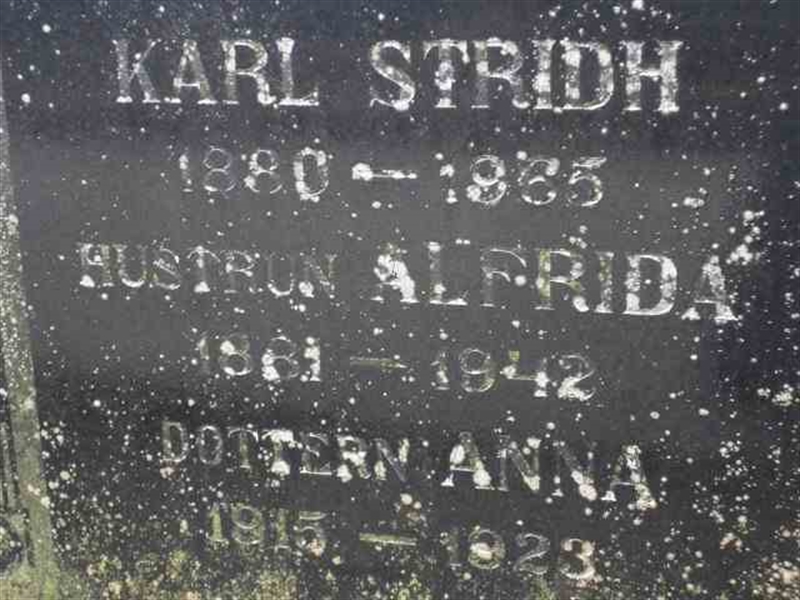 KARL STRIDH
1880 — 1965
HUSTRUN ALFRIDA
1881 — 1942
DOTTERN ANNA
1915 — 1923